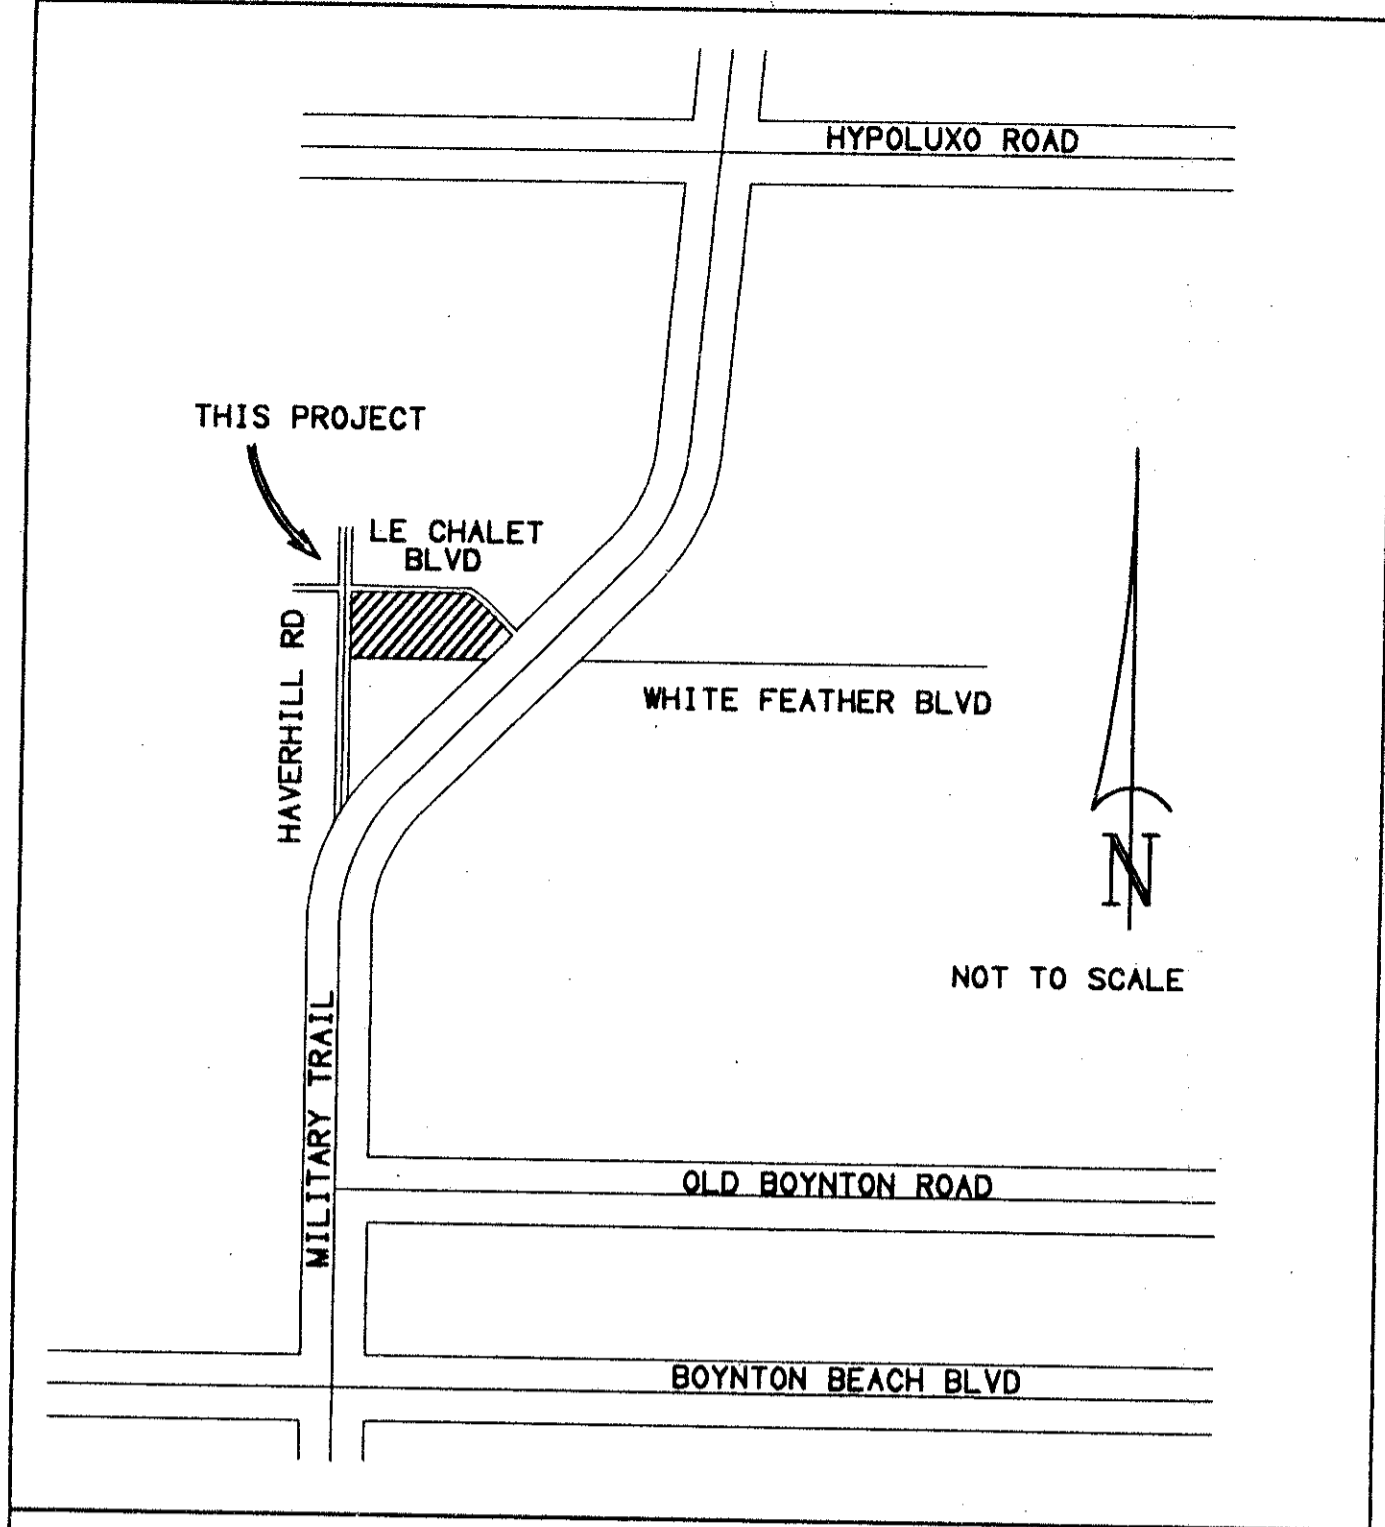 HYPOLUXO ROAD
THIS PROJECT
LE CHALET
BLVD
HAVERHILL RD
WHITE FEATHER BLVD
N
NOT TO SCALE
MILITARY TRAIL
OLD BOYNTON ROAD
BOYNTON BEACH BLVD